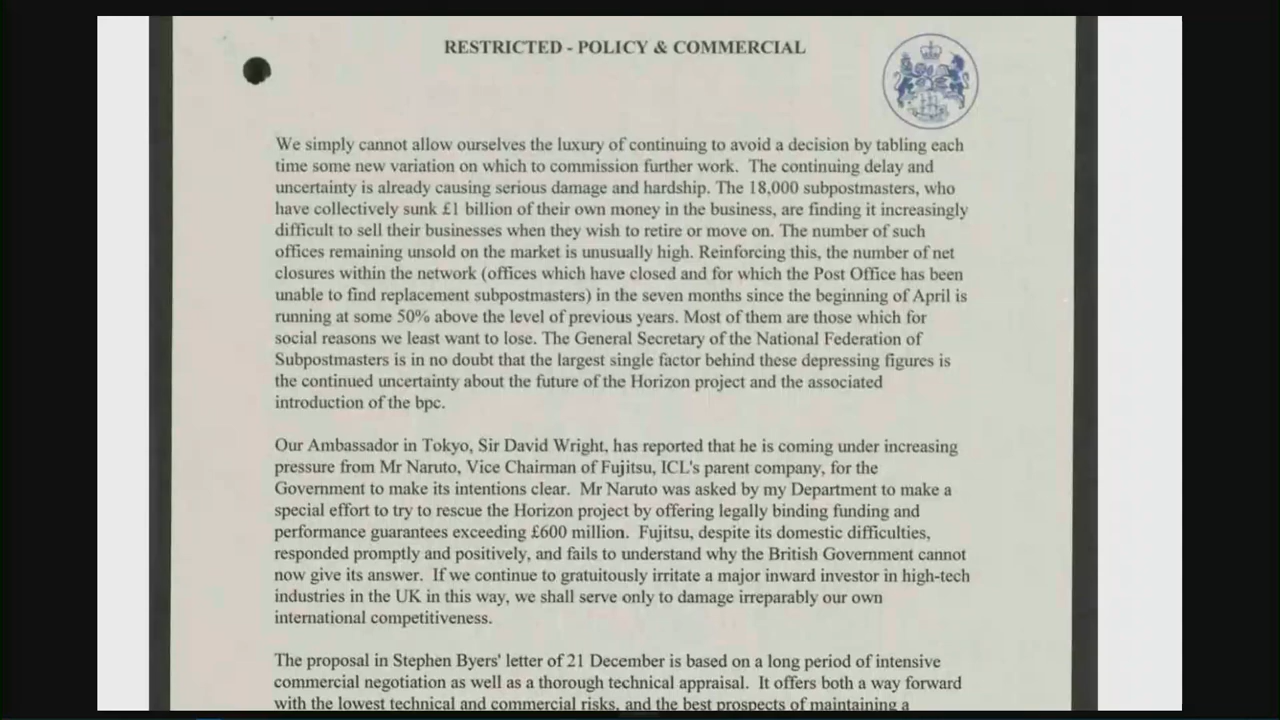 RESTRICTED - POLICY & COMMERCIAL
We simply cannot allow ourselves the luxury of continuing to avoid a decision by tabling each
time some new variation on which to commission further work. The continuing delay and
uncertainty is already causing serious damage and hardship. The 18,000 subpostmasters, who
have collectively sunk £1 billion of their own money in the business, are finding it increasingly
difficult to sell their businesses when they wish to retire or move on. The number of such
offices remaining unsold on the market is unusually high. Reinforcing this, the number of net
closures within the network (offices which have closed and for which the Post Office has been
unable to find replacement subpostmasters) in the seven months since the beginning of April is
running at some 50% above the level of previous years. Most of them are those which for
social reasons we least want to lose. The General Secretary of the National Federation of
Subpostmasters is in no doubt that the largest single factor behind these depressing figures is
the continued uncertainty about the future of the Horizon project and the associated
introduction of the bpc.
Our Ambassador in Tokyo, Sir David Wright, has reported that he is coming under increasing
pressure from Mr Naruto, Vice Chairman of Fujitsu, ICL's parent company, for the
Government to make its intentions clear. Mr Naruto was asked by my Department to make a
special effort to try to rescue the Horizon project by offering legally binding funding and
performance guarantees exceeding £600 million. Fujitsu, despite its domestic difficulties,
responded promptly and positively, and fails to understand why the British Government cannot
now give its answer. If we continue to gratuitously irritate a major inward investor in high-tech
industries in the UK in this way, we shall serve only to damage irreparably our own
international competitiveness.
The proposal in Stephen Byers' letter of 21 December is based on a long period of intensive
commercial negotiation as well as a thorough technical appraisal. It offers both a way forward
with the lowest technical and commercial risks, and the best prospects of maintaining a